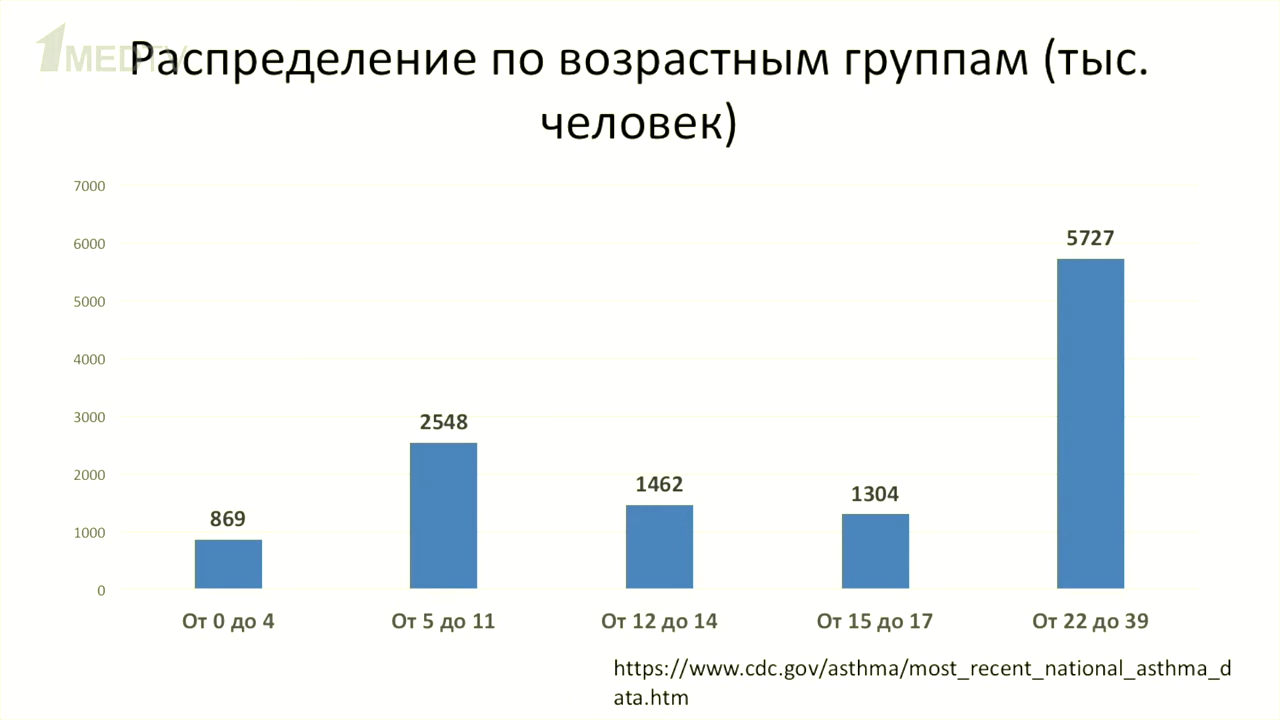 1MEDTV
Распределение по возрастным группам (тыс.
человек)
7000
6000
5000
4000
3000
2000
1000
0
869
2548
1462
1304
5727
От 0 до 4
От 5 до 11
От 12 до 14
От 15 до 17
От 22 до 39
https://www.cdc.gov/asthma/most_recent_national_asthma_d
ata.htm